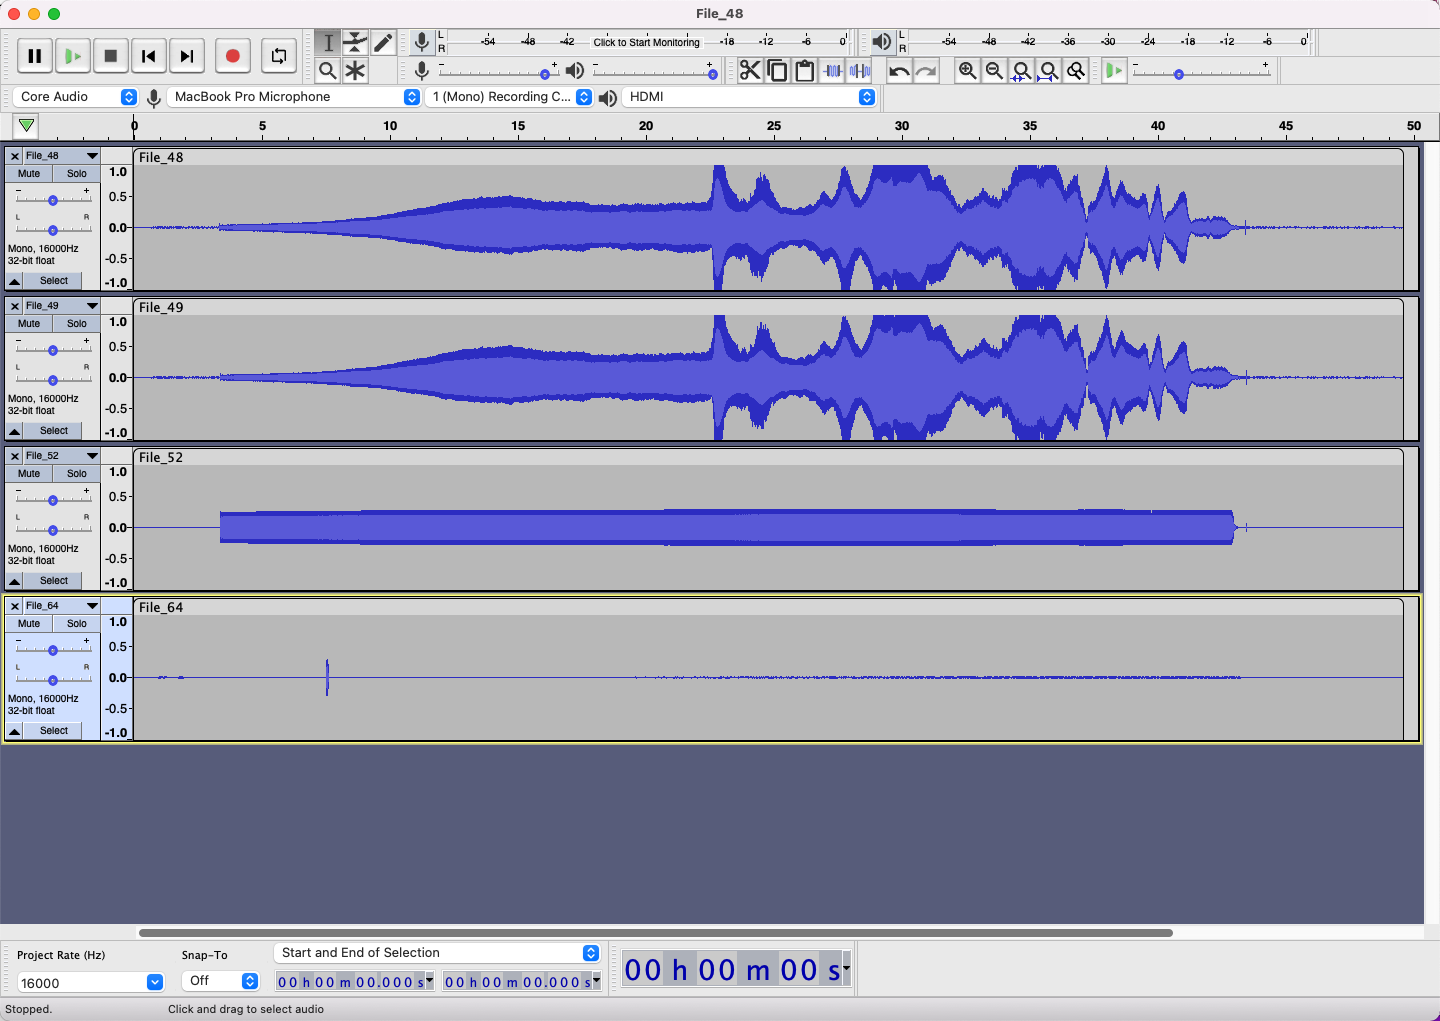 File_48
L
R
-54 -48 -42 Click to Start Monitoring -18 -12 -6 0
L
R
-54 -48 -42 -36 -30 -24 -18 -12 -6 0
- +
- +
- +
Core Audio
MacBook Pro Microphone
1 (Mono) Recording C...
HDMI
0 5 10 15 20 25 30 35 40 45 50
× File_48
Mute Solo
- +
L R
Mono, 16000Hz
32-bit float
Select
1.0
0.5
0.0
-0.5
-1.0
File_48
× File_49
Mute Solo
- +
L R
Mono, 16000Hz
32-bit float
Select
1.0
0.5
0.0
-0.5
-1.0
File_49
× File_52
Mute Solo
- +
L R
Mono, 16000Hz
32-bit float
Select
1.0
0.5
0.0
-0.5
-1.0
File_52
× File_64
Mute Solo
- +
L R
Mono, 16000Hz
32-bit float
Select
1.0
0.5
0.0
-0.5
-1.0
File_64
Project Rate (Hz)
16000
Snap-To
Off
Start and End of Selection
00 h 00 m 00.000 s
00 h 00 m 00.000 s
00 h 00 m 00 s
Stopped.
Click and drag to select audio